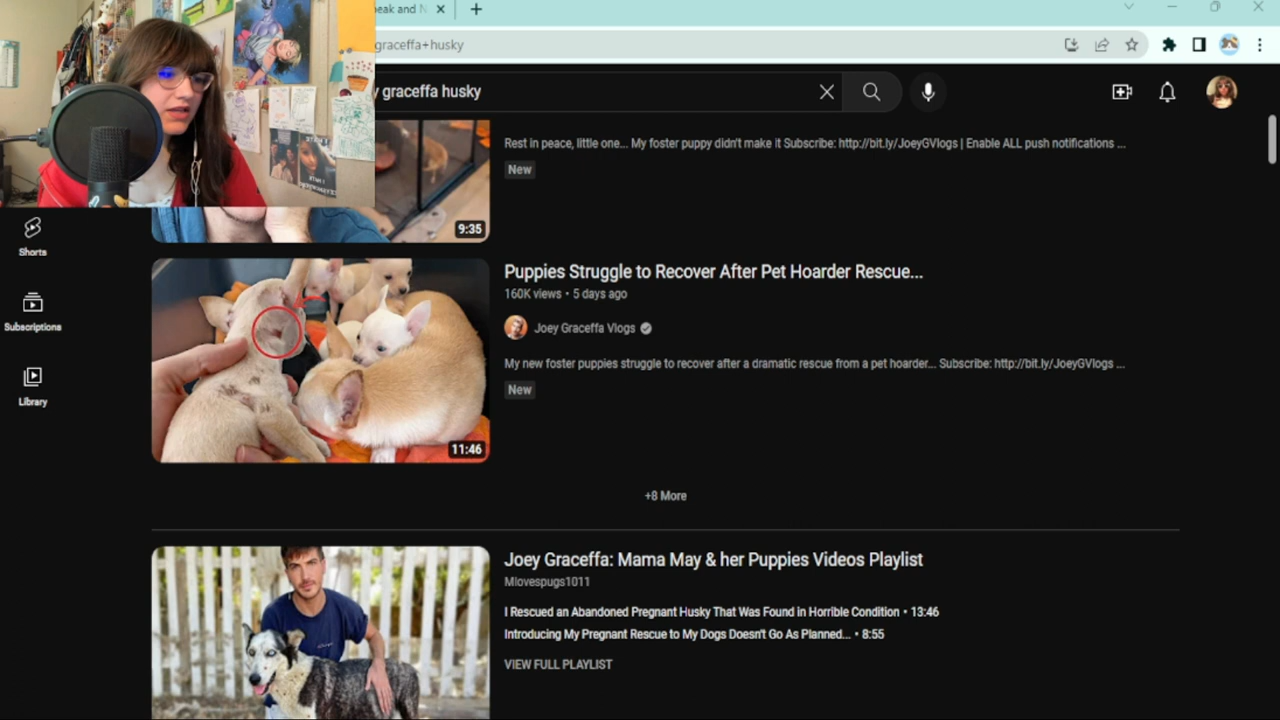 eak and N
graceffa+husky
y graceffa husky
Rest in peace, little one... My foster puppy didn't make it Subscribe: http://bit.ly/JoeyGVlogs | Enable ALL push notifications ...
New
9:35
Shorts
Puppies Struggle to Recover After Pet Hoarder Rescue...
160K views • 5 days ago
Joey Graceffa Vlogs
My new foster puppies struggle to recover after a dramatic rescue from a pet hoarder... Subscribe: http://bit.ly/JoeyGVlogs ...
New
11:46
Subscriptions
Library
+8 More
Joey Graceffa: Mama May & her Puppies Videos Playlist
Mlovespugs1011
I Rescued an Abandoned Pregnant Husky That Was Found in Horrible Condition • 13:46
Introducing My Pregnant Rescue to My Dogs Doesn't Go As Planned... • 8:55
VIEW FULL PLAYLIST